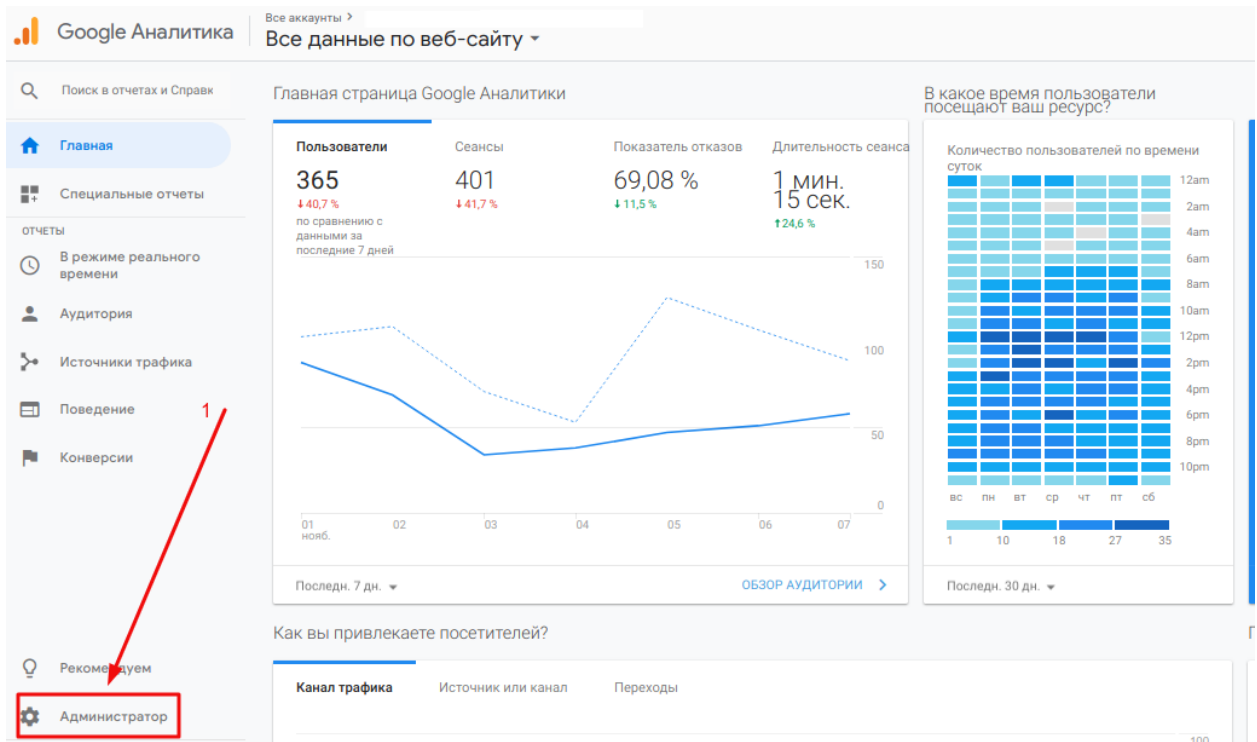 Google Аналитика
Все аккаунты >
Все данные по веб-сайту
Поиск в отчетах и Справк
Главная
Специальные отчеты
ОТЧЕТЫ
В режиме реального
времени
Аудитория
Источники трафика
Поведение
1
Конверсии
Рекомендуем
Администратор
Главная страница Google Аналитики
Пользователи
Сеансы
Показатель отказов
Длительность сеанса
365
401
69,08 %
1 мин.
15 сек.
↓40,7 %
↓41,7 %
↓11,5 %
↑24,6 %
по сравнению с
данными за
последние 7 дней
150
100
50
0
01
нояб.
02
03
04
05
06
07
Последн. 7 дн.
ОБЗОР АУДИТОРИИ >
В какое время пользователи
посещают ваш ресурс?
Количество пользователей по времени
суток
12am
2am
4am
6am
8am
10am
12pm
2pm
4pm
6pm
8pm
10pm
вс пн вт ср чт пт сб
1 10 18 27 35
Последн. 30 дн.
Как вы привлекаете посетителей?
Канал трафика
Источник или канал
Переходы
100